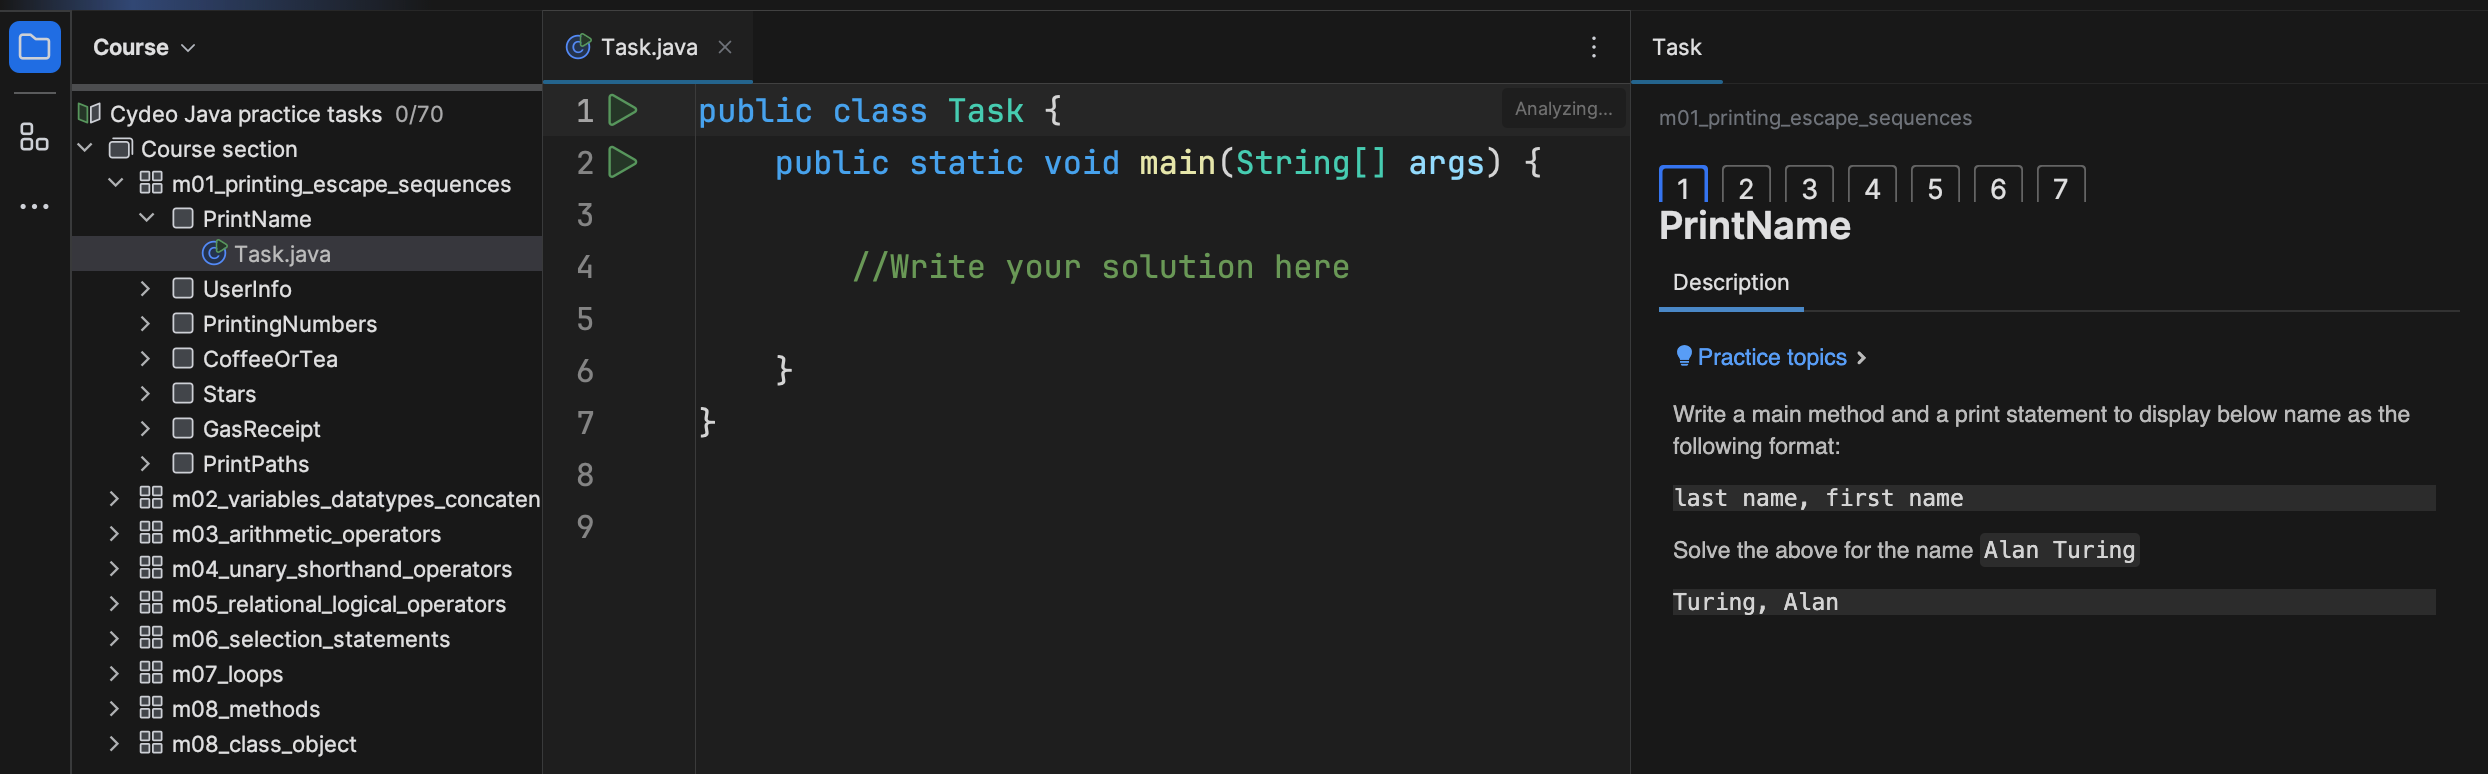 Course
Cydeo Java practice tasks 0/70
Course section
m01_printing_escape_sequences
PrintName
Task.java
UserInfo
PrintingNumbers
CoffeeOrTea
Stars
GasReceipt
PrintPaths
m02_variables_datatypes_concaten
m03_arithmetic_operators
m04_unary_shorthand_operators
m05_relational_logical_operators
m06_selection_statements
m07_loops
m08_methods
m08_class_object
Task.java
Analyzing...
1 public class Task {
2 public static void main(String[] args) {
3
4 //Write your solution here
5
6 }
7 }
8
9
Task
m01_printing_escape_sequences
1 2 3 4 5 6 7
PrintName
Description
Practice topics
Write a main method and a print statement to display below name as the
following format:
last name, first name
Solve the above for the name Alan Turing
Turing, Alan